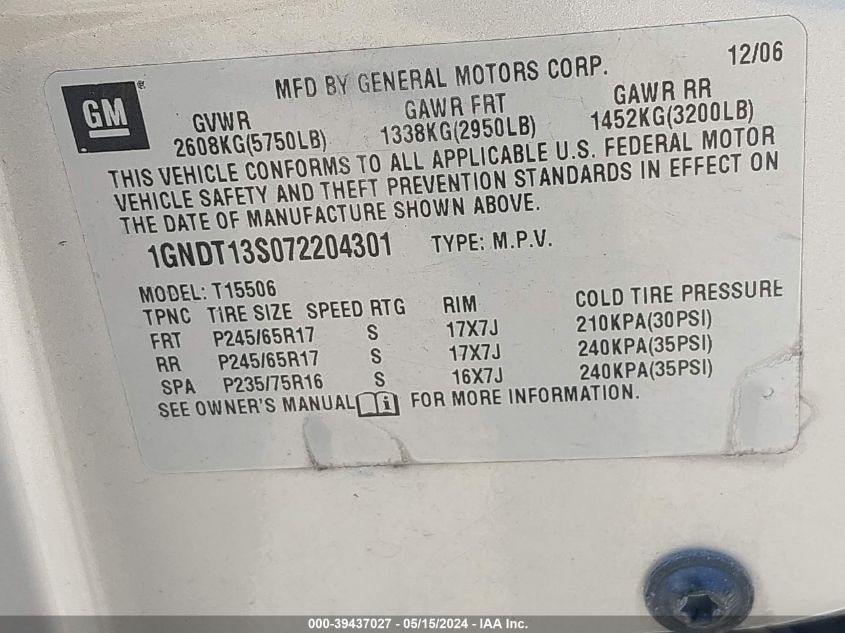 12/06
GM®
MFD BY GENERAL MOTORS CORP.
GVWR GAWR FRT GAWR RR
2608KG(5750LB) 1338KG(2950LB) 1452KG(3200LB)
THIS VEHICLE CONFORMS TO ALL APPLICABLE U.S. FEDERAL MOTOR
VEHICLE SAFETY AND THEFT PREVENTION STANDARDS IN EFFECT ON
THE DATE OF MANUFACTURE SHOWN ABOVE.
1GNDT13S072204301 TYPE: M.P.V.
MODEL: T15506
TPNC TIRE SIZE SPEED RTG RIM COLD TIRE PRESSURE
FRT P245/65R17 S 17X7J 210KPA(30PSI)
RR P245/65R17 S 17X7J 240KPA(35PSI)
SPA P235/75R16 S 16X7J 240KPA(35PSI)
SEE OWNER'S MANUAL i FOR MORE INFORMATION.
000-39437027 - 05/15/2024 - IAA Inc.